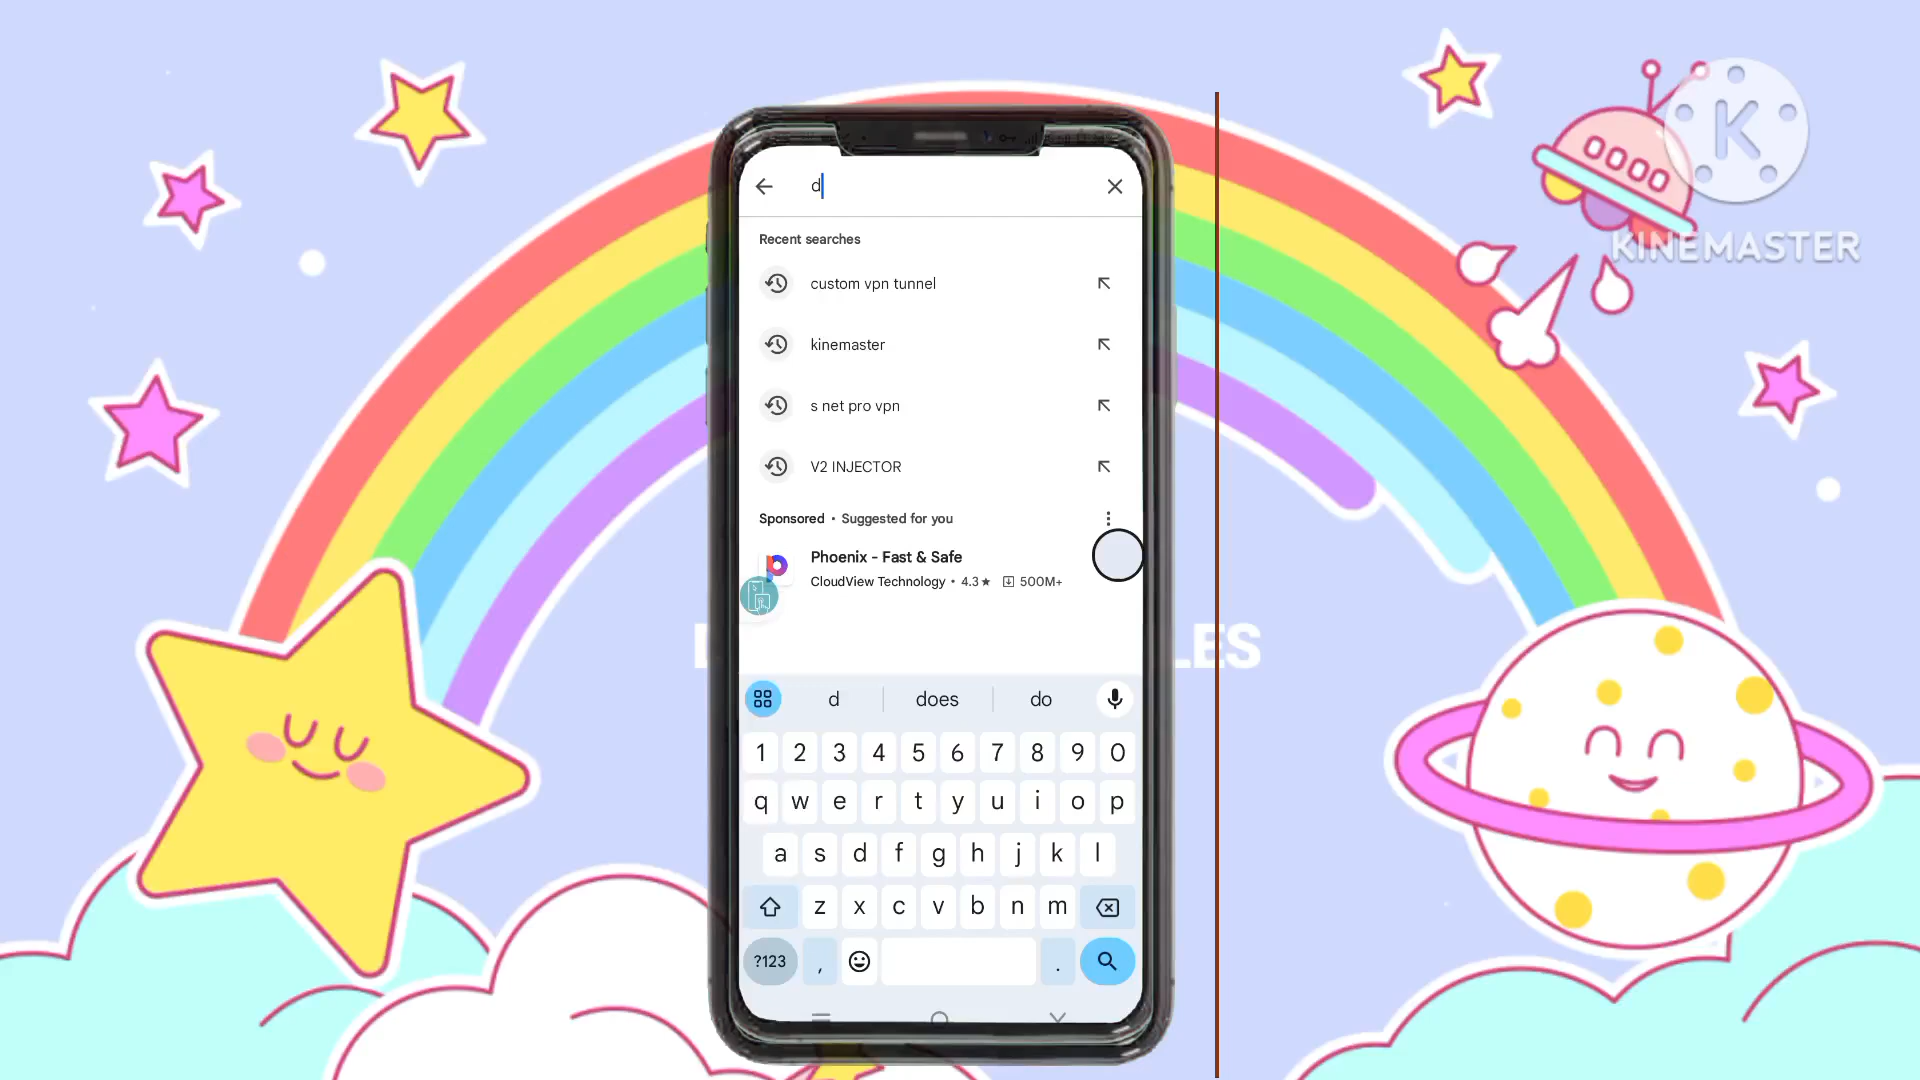 d
Recent searches
custom vpn tunnel
kinemaster
s net pro vpn
V2 INJECTOR
Sponsored • Suggested for you
Phoenix - Fast & Safe
CloudView Technology • 4.3★ 500M+
d does do
1 2 3 4 5 6 7 8 9 0
q w e r t y u i o p
a s d f g h j k l
z x c v b n m
?123 , .
K
KINEMASTER